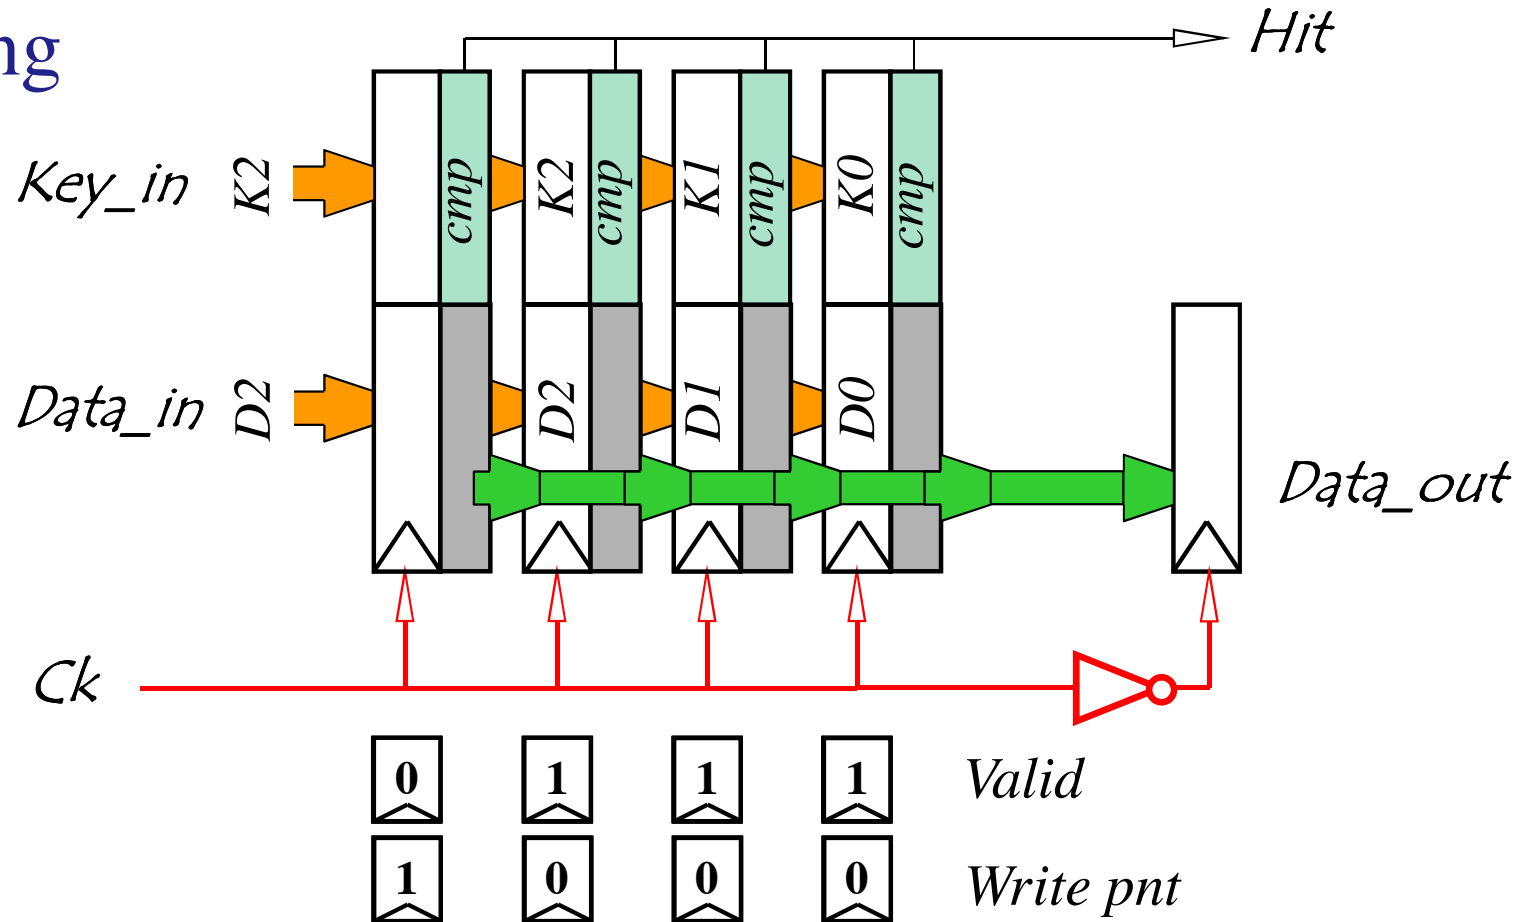 ng
Hit
Key_in K2 cmp K2 cmp K1 cmp K0 cmp
Data_in D2 D2 D1 D0
Data_out
Ck
0 1 1 1 Valid
1 0 0 0 Write pnt